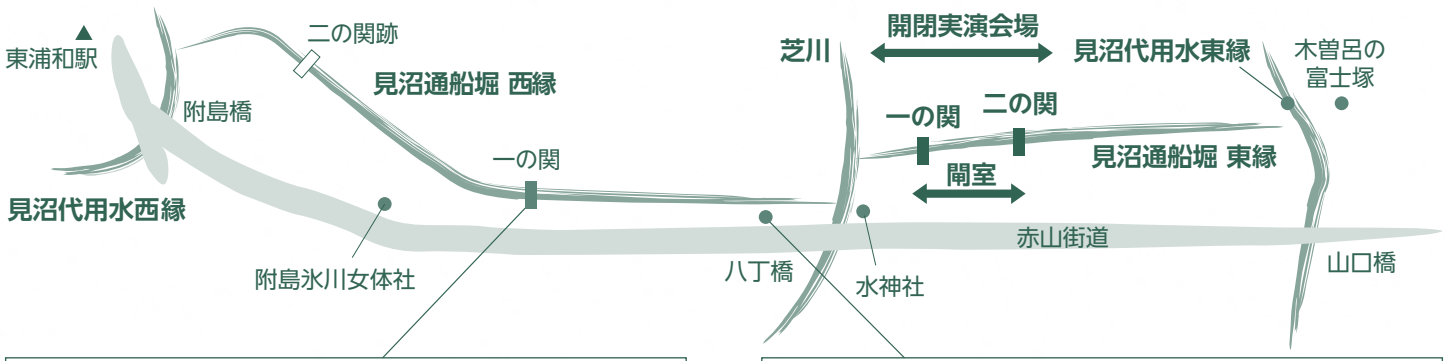 東浦和駅
二の関跡
見沼通船堀 西縁
附島橋
一の関
見沼代用水西縁
附島氷川女体社
芝川
開閉実演会場
見沼代用水東縁
木曽呂の
富士塚
一の関
二の関
見沼通船堀 東縁
閘室
赤山街道
八丁橋
水神社
山口橋